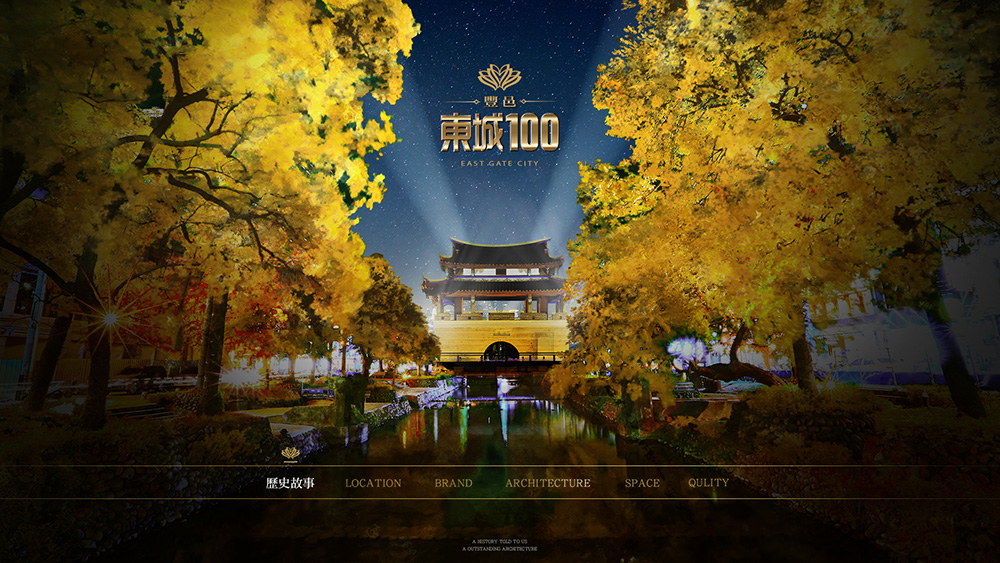 豐邑
東城100
EAST GATE CITY
歷史故事 LOCATION BRAND ARCHITECTURE SPACE QULITY
A HISTORY TOLD TO US
A OUTSTANDING ARCHITECTURE